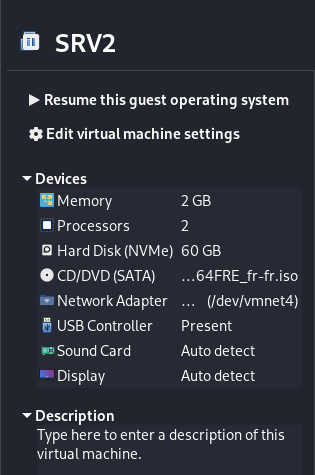 SRV2
Resume this guest operating system
Edit virtual machine settings
Devices
Memory 2 GB
Processors 2
Hard Disk (NVMe) 60 GB
CD/DVD (SATA) ...64FRE_fr-fr.iso
Network Adapter ... (/dev/vmnet4)
USB Controller Present
Sound Card Auto detect
Display Auto detect
Description
Type here to enter a description of this
virtual machine.